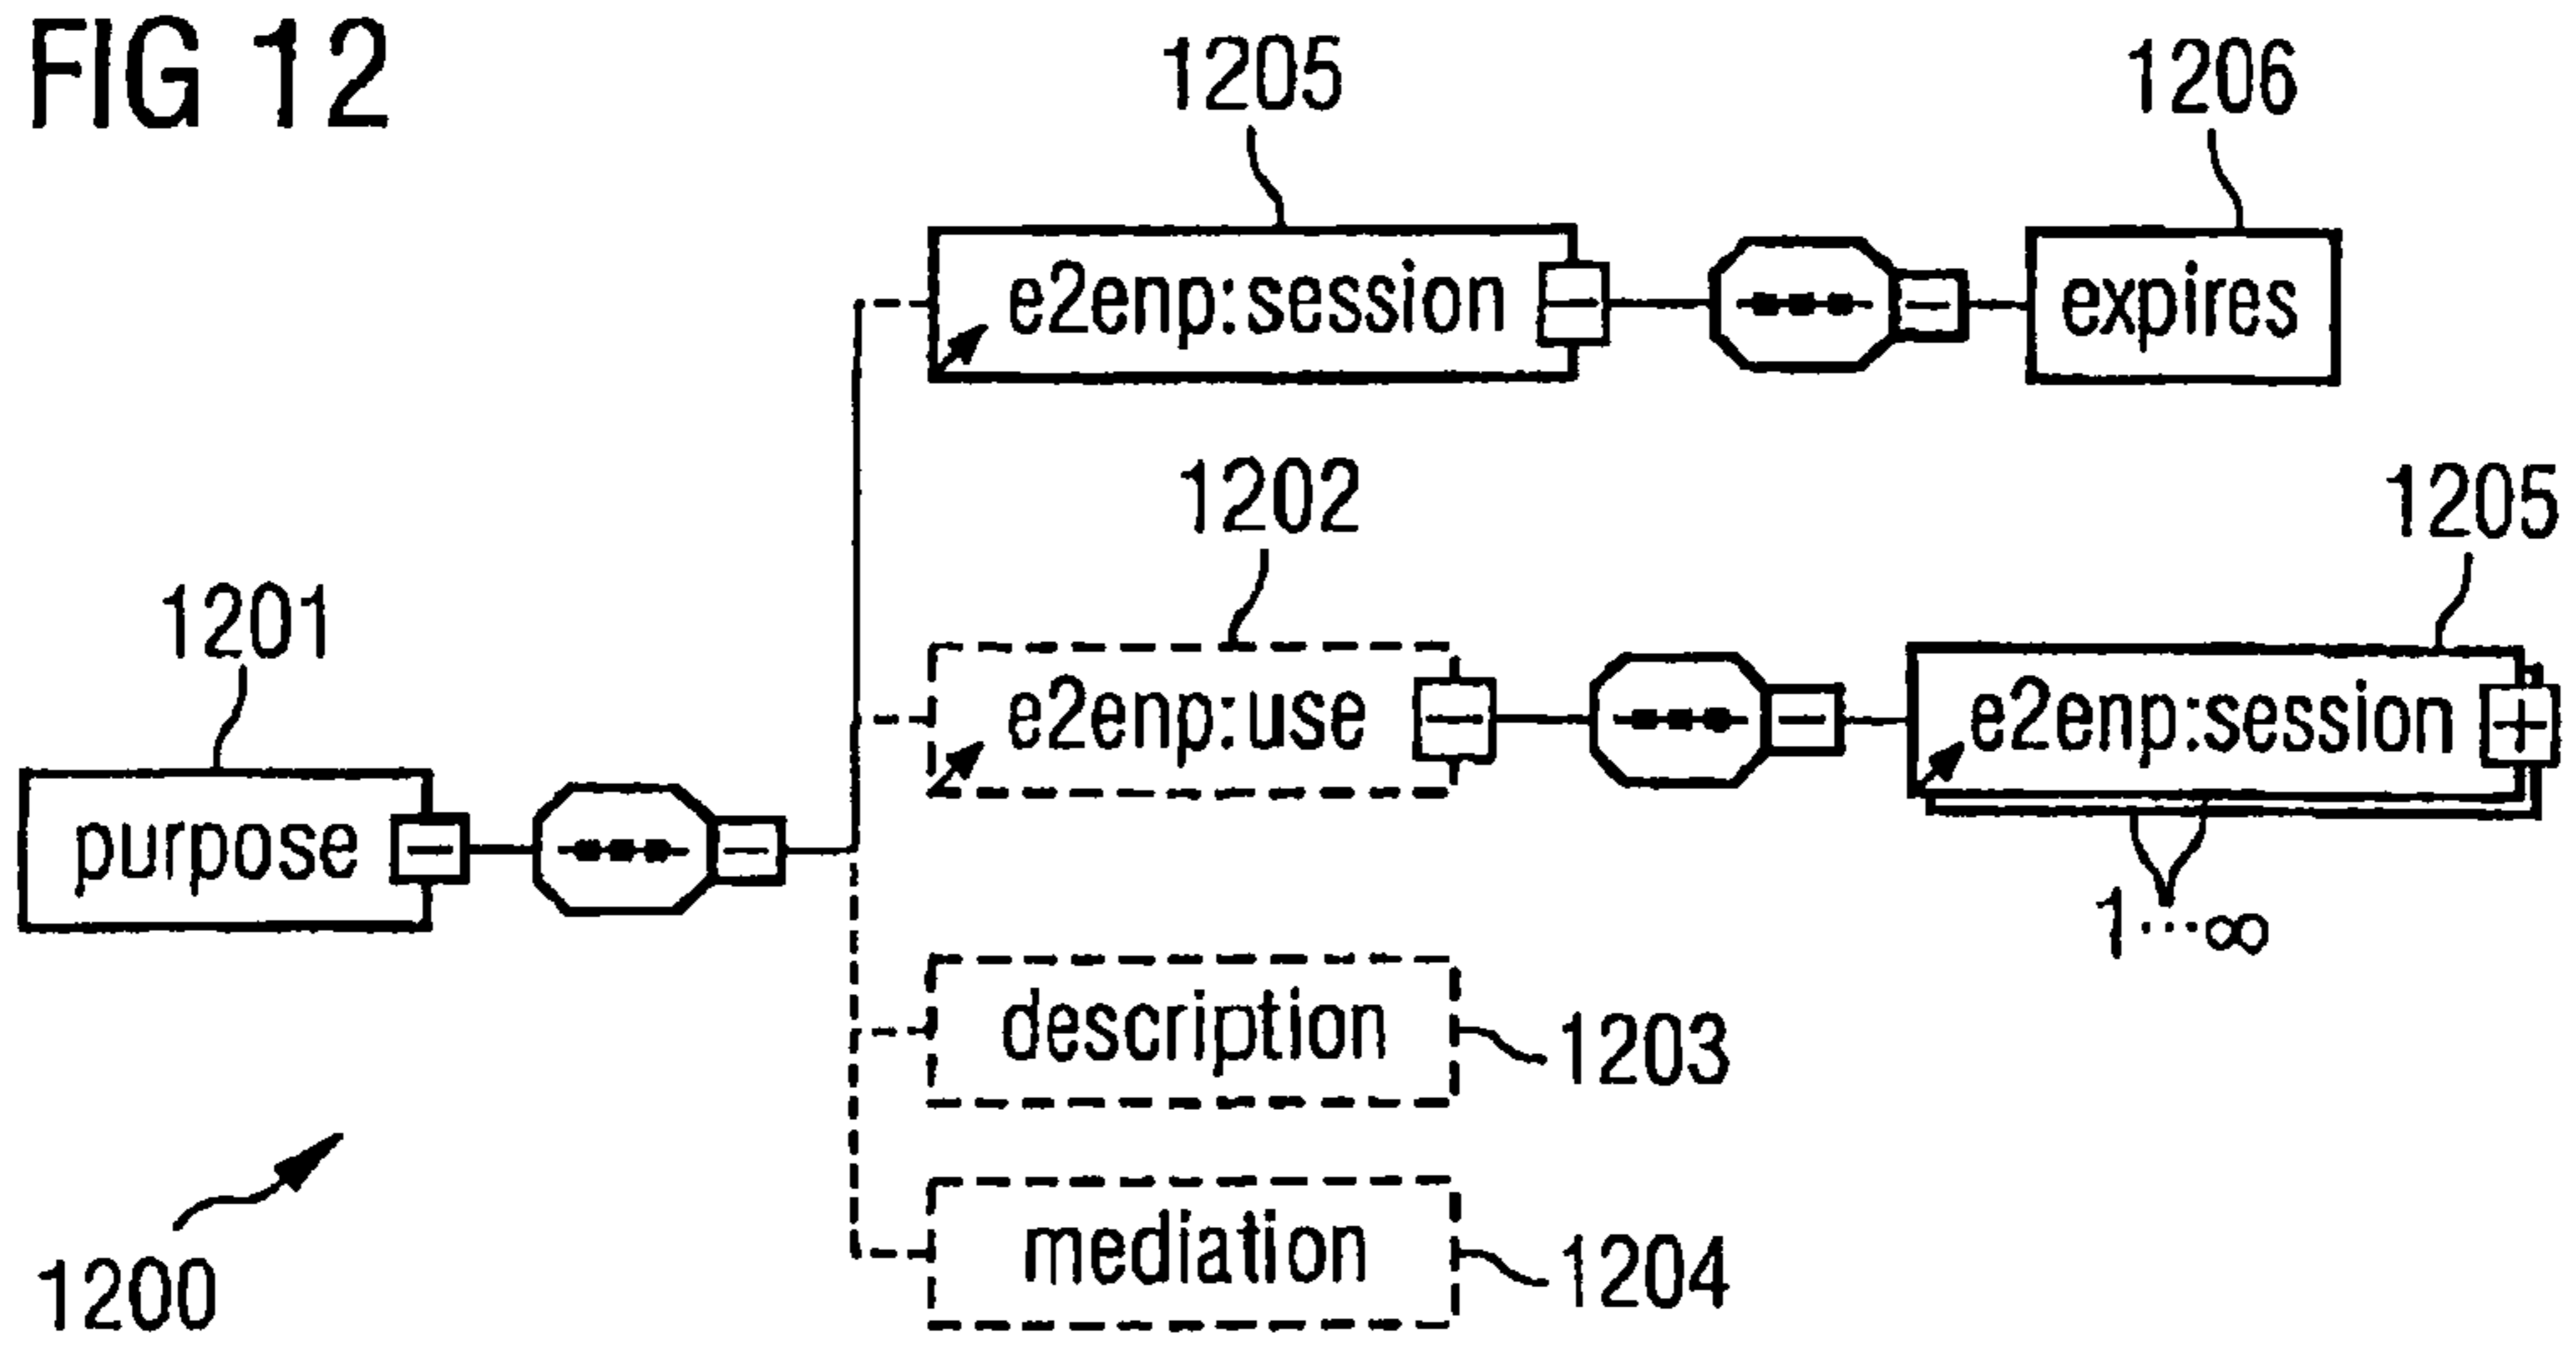 FIG 12
1205
1206
e2enp:session
expires
1202
1205
1201
e2enp:use
e2enp:session
purpose
1...∞
description
1203
mediation
1204
1200